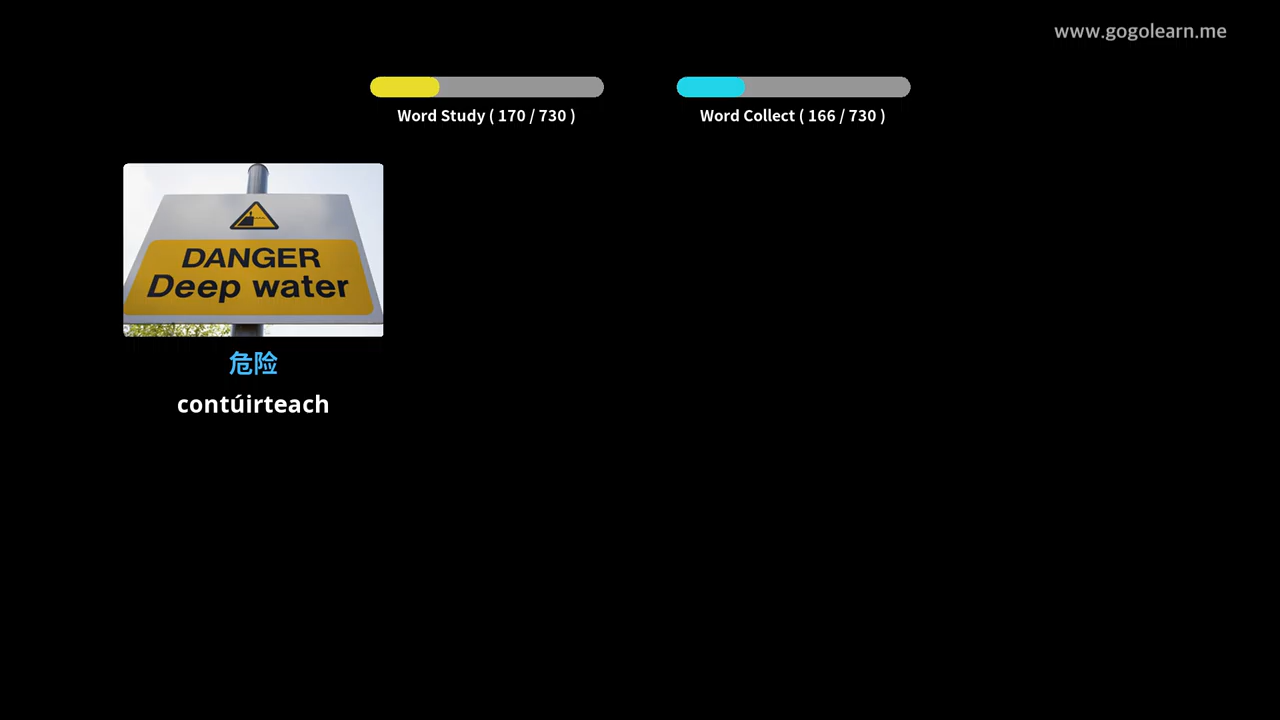 www.gogolearn.me
Word Study ( 170 / 730 )
Word Collect ( 166 / 730 )
DANGER
Deep water
危险
contúirteach